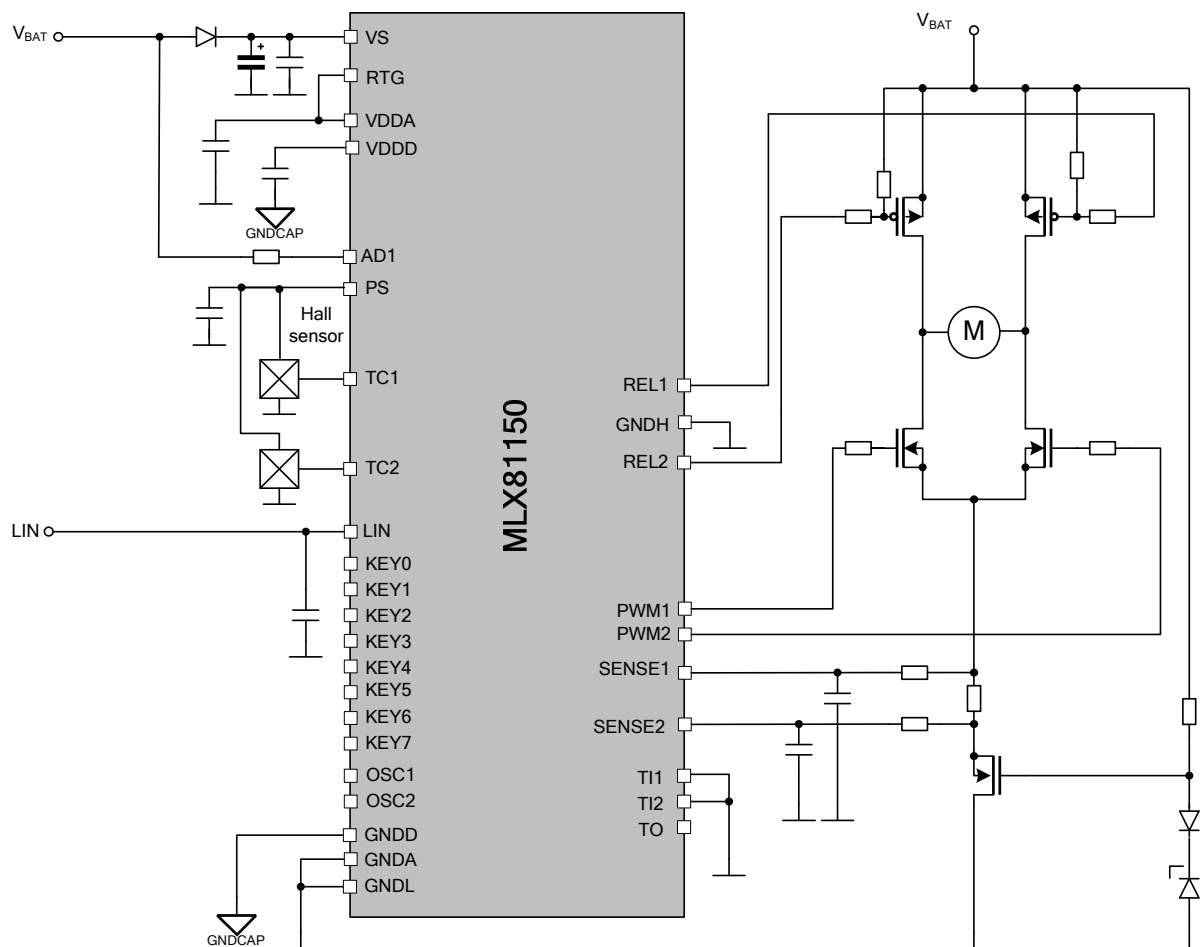 V_BAT
+
VS
RTG
VDDA
VDDD
GNDCAP
AD1
PS
Hall
sensor
TC1
TC2
LIN
LIN
KEY0
KEY1
KEY2
KEY3
KEY4
KEY5
KEY6
KEY7
OSC1
OSC2
GNDD
GNDA
GNDL
GNDCAP
MLX81150
REL1
GNDH
REL2
PWM1
PWM2
SENSE1
SENSE2
TI1
TI2
TO
V_BAT
M